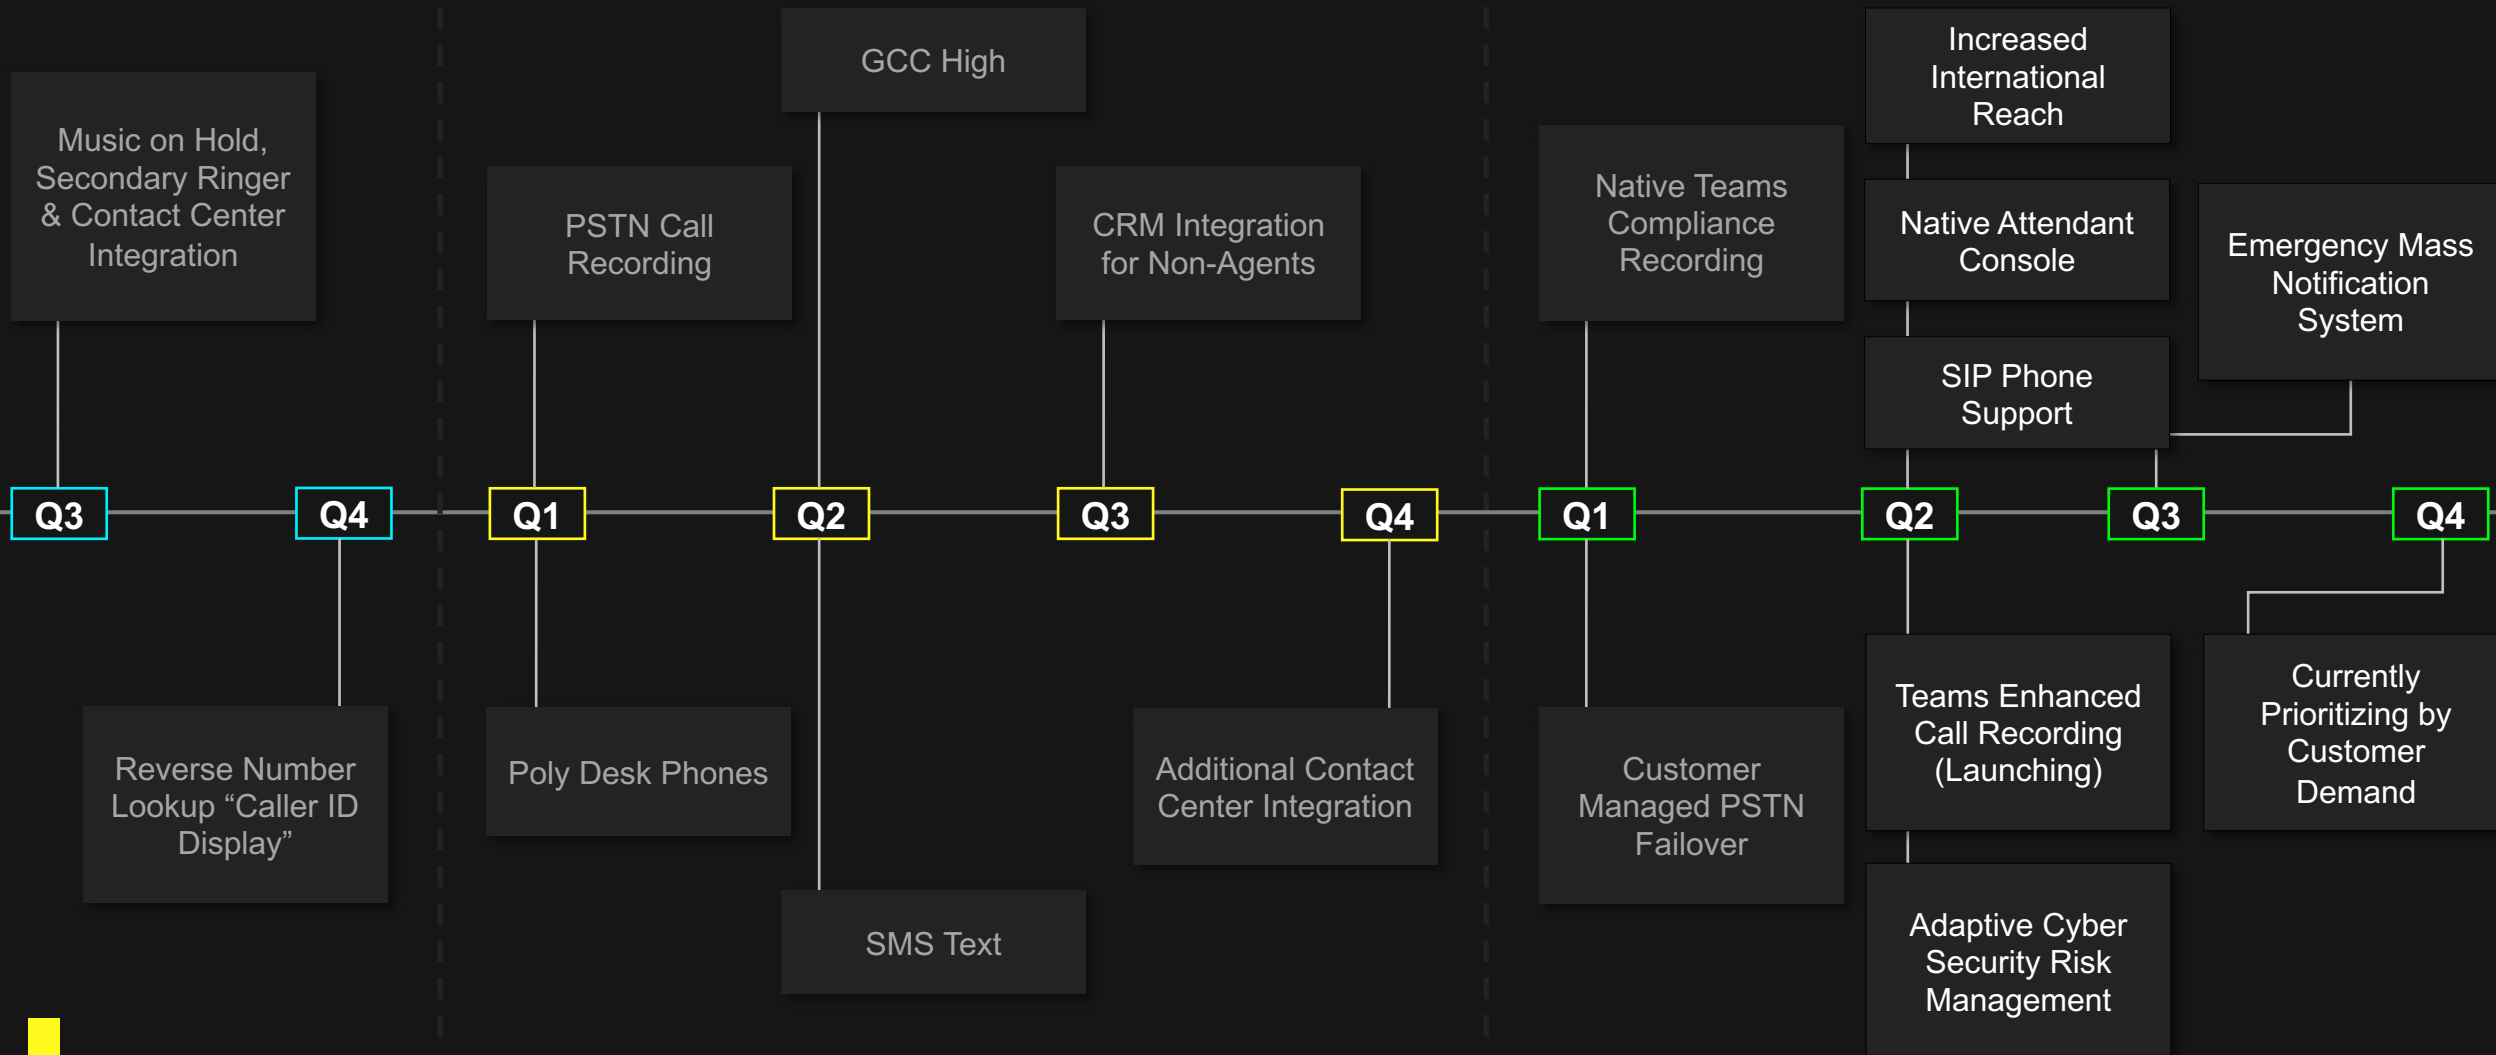 GCC High
Increased
International
Reach
Music on Hold,
Secondary Ringer
& Contact Center
Integration
PSTN Call
Recording
CRM Integration
for Non-Agents
Native Teams
Compliance
Recording
Native Attendant
Console
SIP Phone
Support
Emergency Mass
Notification
System
Q3
Q4
Q1
Q2
Q3
Q4
Q1
Q2
Q3
Q4
Reverse Number
Lookup “Caller ID
Display”
Poly Desk Phones
SMS Text
Additional Contact
Center Integration
Customer
Managed PSTN
Failover
Teams Enhanced
Call Recording
(Launching)
Adaptive Cyber
Security Risk
Management
Currently
Prioritizing by
Customer
Demand